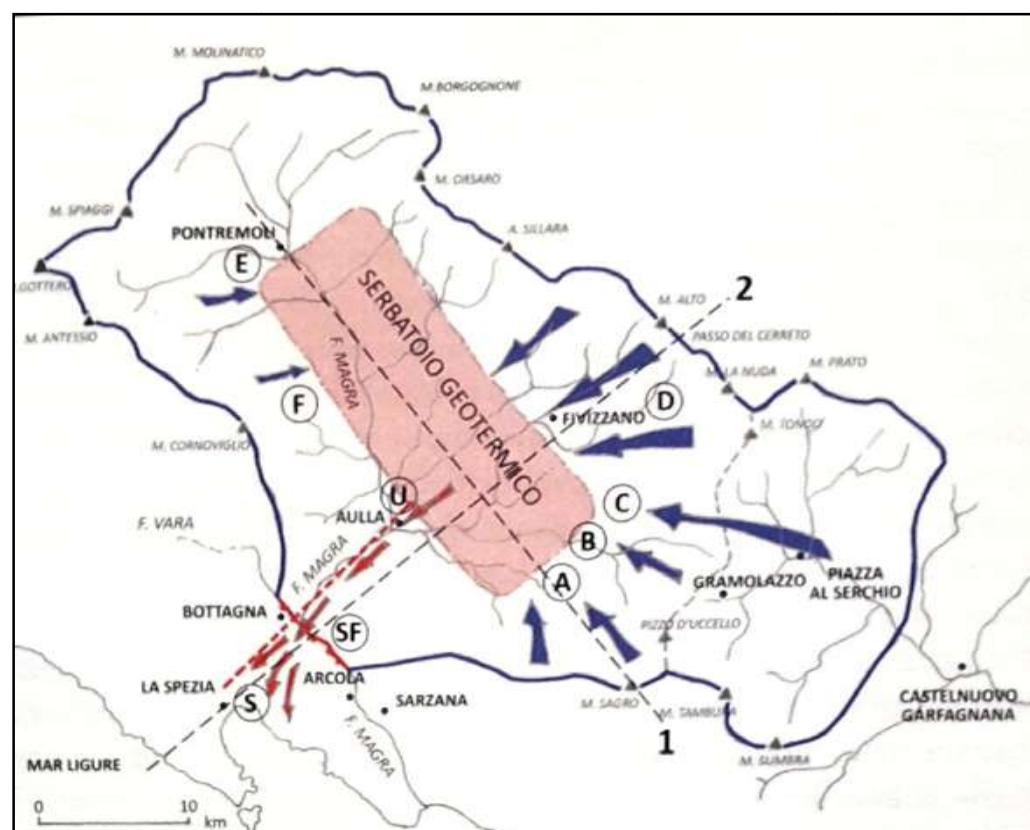 M. MOLINATICO
M.BORGOGNONE
M. ORSARO
M. SPIAGGI
PONTREMOLI
A. SILLARA
E
GOTTERO
M. ALTO
2
M. ANTESSIO
PASSO DEL CERRETO
M. PRATO
M. LA NUDA
SERBATOIO GEOTERMICO
F. MAGRA
F
FIVIZZANO
D
M. CORNOVIGLIO
U
AULLA
C
B
F. VARA
F. MAGRA
A
GRAMOLAZZO
PIAZZA
AL SERCHIO
BOTTAGNA
SF
PIZZO D'UCCELLO
LA SPEZIA
ARCOLA
S
SARZANA
M. SAGRO
M. TAMBURA
CASTELNUOVO
GARFAGNANA
F. MAGRA
1
M. SUMBRA
MAR LIGURE
0
10
km